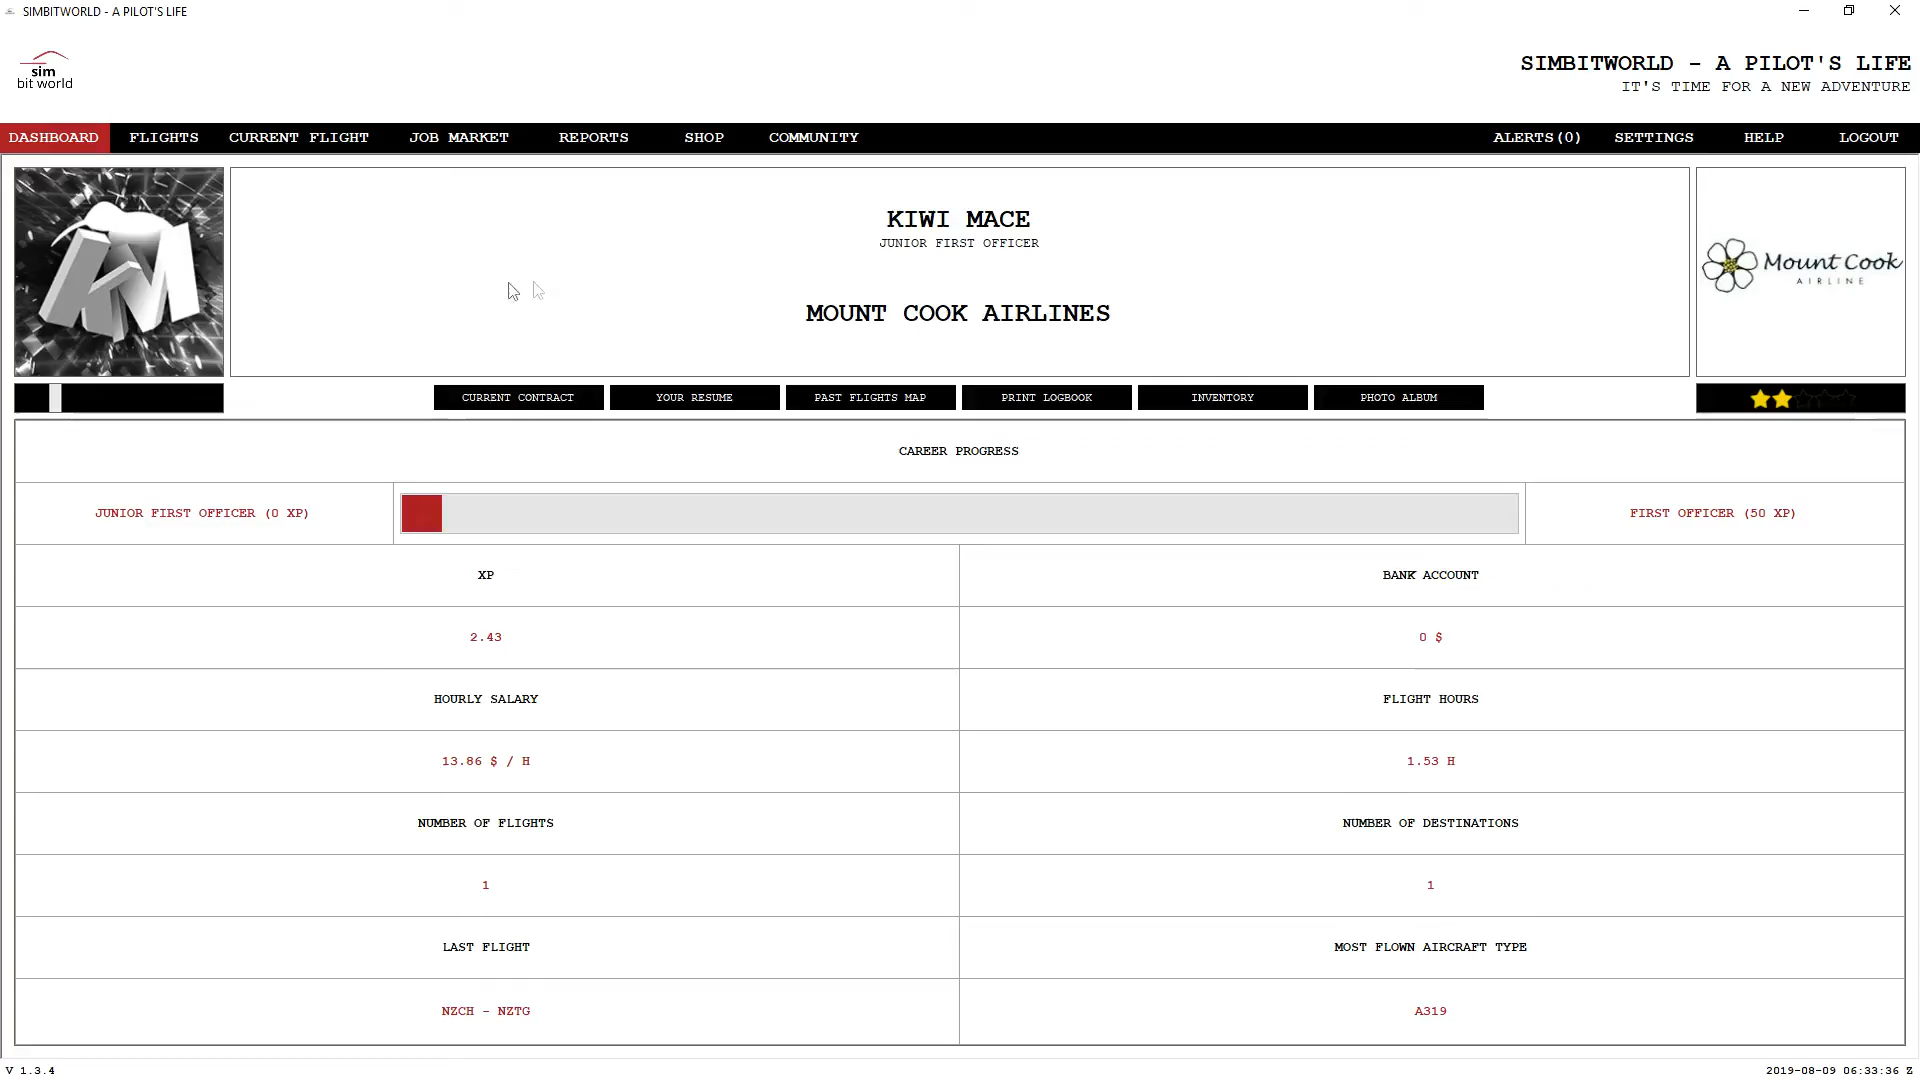 SIMBITWORLD - A PILOT'S LIFE
sim
bit world
SIMBITWORLD - A PILOT'S LIFE
IT'S TIME FOR A NEW ADVENTURE
DASHBOARD FLIGHTS CURRENT FLIGHT JOB MARKET REPORTS SHOP COMMUNITY ALERTS(0) SETTINGS HELP LOGOUT
KM
KIWI MACE
JUNIOR FIRST OFFICER
MOUNT COOK AIRLINES
Mount Cook
AIRLINE
CURRENT CONTRACT YOUR RESUME PAST FLIGHTS MAP PRINT LOGBOOK INVENTORY PHOTO ALBUM
CAREER PROGRESS
JUNIOR FIRST OFFICER (0 XP) FIRST OFFICER (50 XP)
XP BANK ACCOUNT
2.43 0 $
HOURLY SALARY FLIGHT HOURS
13.86 $ / H 1.53 H
NUMBER OF FLIGHTS NUMBER OF DESTINATIONS
1 1
LAST FLIGHT MOST FLOWN AIRCRAFT TYPE
NZCH - NZTG A319
V 1.3.4 2019-08-09 06:33:36 Z